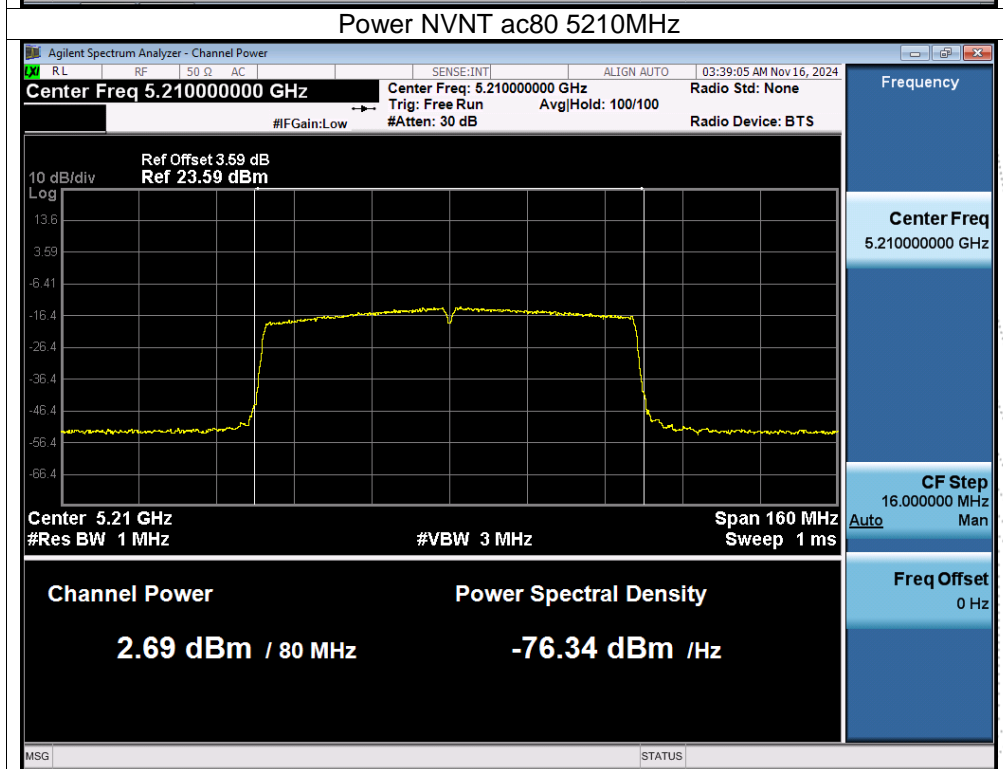 Power NVNT ac80 5210MHz
Agilent Spectrum Analyzer - Channel Power
LXI RL RF 50 Ω AC SENSE:INT ALIGN AUTO 03:39:05 AM Nov 16, 2024
Center Freq 5.210000000 GHz
Center Freq: 5.210000000 GHz Radio Std: None
Trig: Free Run Avg|Hold: 100/100
#IFGain:Low #Atten: 30 dB Radio Device: BTS
Ref Offset 3.59 dB
10 dB/div Ref 23.59 dBm
Log
13.6
3.59
-6.41
-16.4
-26.4
-36.4
-46.4
-56.4
-66.4
Center 5.21 GHz Span 160 MHz
#Res BW 1 MHz #VBW 3 MHz Sweep 1 ms
Channel Power Power Spectral Density
2.69 dBm / 80 MHz -76.34 dBm /Hz
MSG STATUS
Frequency
Center Freq
5.210000000 GHz
CF Step
16.000000 MHz
Auto Man
Freq Offset
0 Hz